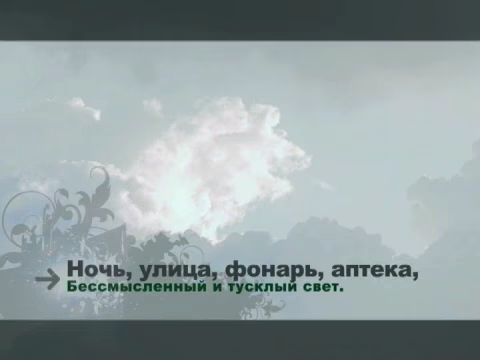 Ночь, улица, фонарь, аптека,
Бессмысленный и тусклый свет.